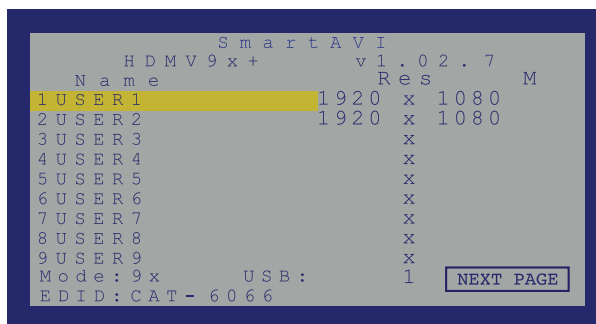 SmartAVI
HDMV9x+ v1.02.7
Name Res M
1USER1 1920 x 1080
2USER2 1920 x 1080
3USER3 x
4USER4 x
5USER5 x
6USER6 x
7USER7 x
8USER8 x
9USER9 x
Mode:9x USB: 1 NEXT PAGE
EDID:CAT-6066